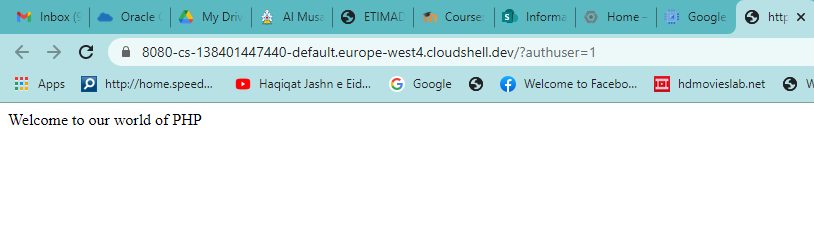 Inbox (9
Oracle C
My Driv
Al Musa
ETIMAD
Course:
Informa
Home –
Google
http
8080-cs-138401447440-default.europe-west4.cloudshell.dev/?authuser=1
Apps
http://home.speed...
Haqiqat Jashn e Eid...
Google
Welcome to Facebo...
hdmovieslab.net
W
Welcome to our world of PHP